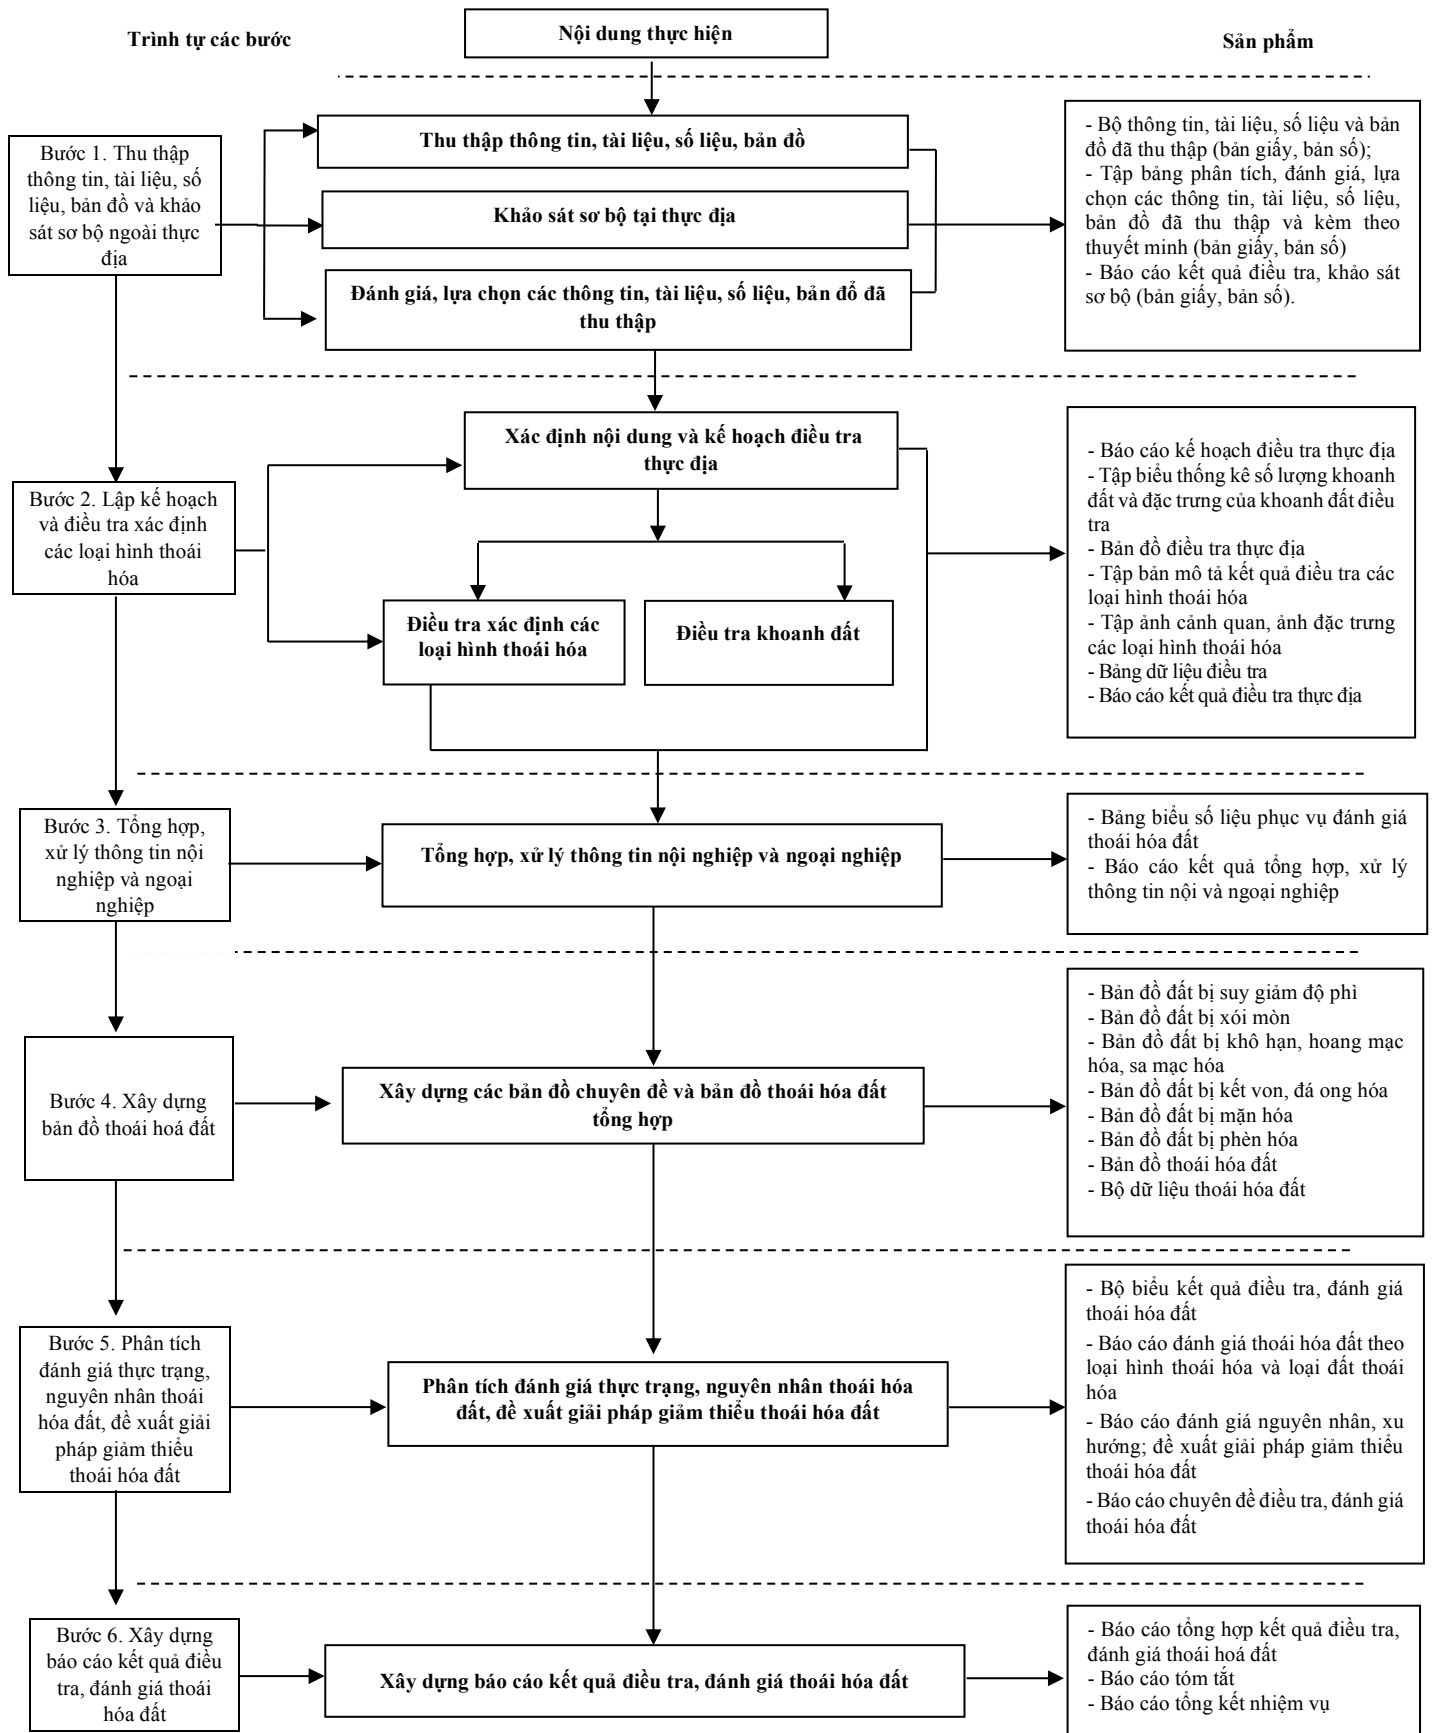 Trình tự các bước
Nội dung thực hiện
Sản phẩm
Bước 1. Thu thập
thông tin, tài liệu, số
liệu, bản đồ và khảo
sát sơ bộ ngoài thực
địa
Thu thập thông tin, tài liệu, số liệu, bản đồ
Khảo sát sơ bộ tại thực địa
Đánh giá, lựa chọn các thông tin, tài liệu, số liệu, bản đổ đã
thu thập
- Bộ thông tin, tài liệu, số liệu và bản
đồ đã thu thập (bản giấy, bản số);
- Tập bảng phân tích, đánh giá, lựa
chọn các thông tin, tài liệu, số liệu,
bản đồ đã thu thập và kèm theo
thuyết minh (bản giấy, bản số)
- Báo cáo kết quả điều tra, khảo sát
sơ bộ (bản giấy, bản số).
Bước 2. Lập kế hoạch
và điều tra xác định
các loại hình thoái
hóa
Xác định nội dung và kế hoạch điều tra
thực địa
Điều tra xác định các
loại hình thoái hóa
Điều tra khoanh đất
- Báo cáo kế hoạch điều tra thực địa
- Tập biểu thống kê số lượng khoanh
đất và đặc trưng của khoanh đất điều
tra
- Bản đồ điều tra thực địa
- Tập bản mô tả kết quả điều tra các
loại hình thoái hóa
- Tập ảnh cảnh quan, ảnh đặc trưng
các loại hình thoái hóa
- Bảng dữ liệu điều tra
- Báo cáo kết quả điều tra thực địa
Bước 3. Tổng hợp,
xử lý thông tin nội
nghiệp và ngoại
nghiệp
Tổng hợp, xử lý thông tin nội nghiệp và ngoại nghiệp
- Bảng biểu số liệu phục vụ đánh giá
thoái hóa đất
- Báo cáo kết quả tổng hợp, xử lý
thông tin nội và ngoại nghiệp
Bước 4. Xây dựng
bản đồ thoái hoá đất
Xây dựng các bản đồ chuyên đề và bản đồ thoái hóa đất
tổng hợp
- Bản đồ đất bị suy giảm độ phì
- Bản đồ đất bị xói mòn
- Bản đồ đất bị khô hạn, hoang mạc
hóa, sa mạc hóa
- Bản đồ đất bị kết von, đá ong hóa
- Bản đồ đất bị mặn hóa
- Bản đồ đất bị phèn hóa
- Bản đồ thoái hóa đất
- Bộ dữ liệu thoái hóa đất
Bước 5. Phân tích
đánh giá thực trạng,
nguyên nhân thoái
hóa đất, đề xuất giải
pháp giảm thiểu
thoái hóa đất
Phân tích đánh giá thực trạng, nguyên nhân thoái hóa
đất, đề xuất giải pháp giảm thiểu thoái hóa đất
- Bộ biểu kết quả điều tra, đánh giá
thoái hóa đất
- Báo cáo đánh giá thoái hóa đất theo
loại hình thoái hóa và loại đất thoái
hóa
- Báo cáo đánh giá nguyên nhân, xu
hướng; đề xuất giải pháp giảm thiểu
thoái hóa đất
- Báo cáo chuyên đề điều tra, đánh giá
thoái hóa đất
Bước 6. Xây dựng
báo cáo kết quả điều
tra, đánh giá thoái
hóa đất
Xây dựng báo cáo kết quả điều tra, đánh giá thoái hóa đất
- Báo cáo tổng hợp kết quả điều tra,
đánh giá thoái hoá đất
- Báo cáo tóm tắt
- Báo cáo tổng kết nhiệm vụ